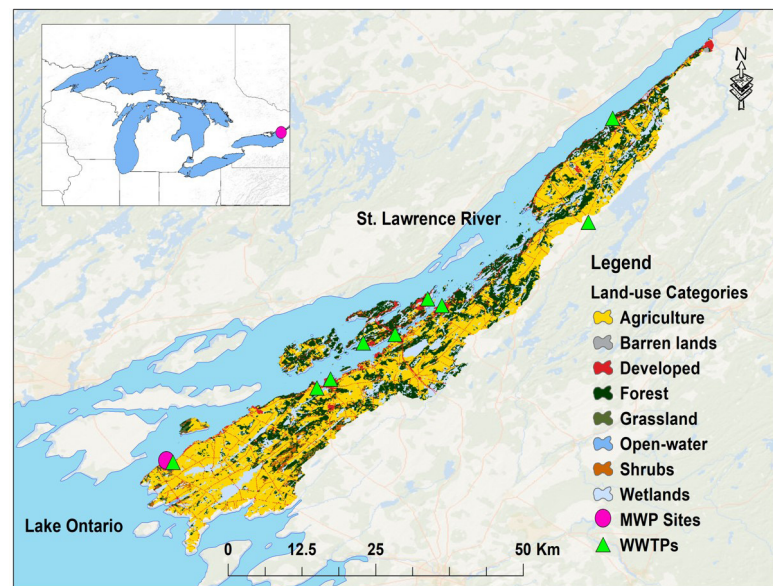 N
St. Lawrence River
Legend
Land-use Categories
Agriculture
Barren lands
Developed
Forest
Grassland
Open-water
Shrubs
Wetlands
MWP Sites
WWTPs
Lake Ontario
0 12.5 25 50 Km